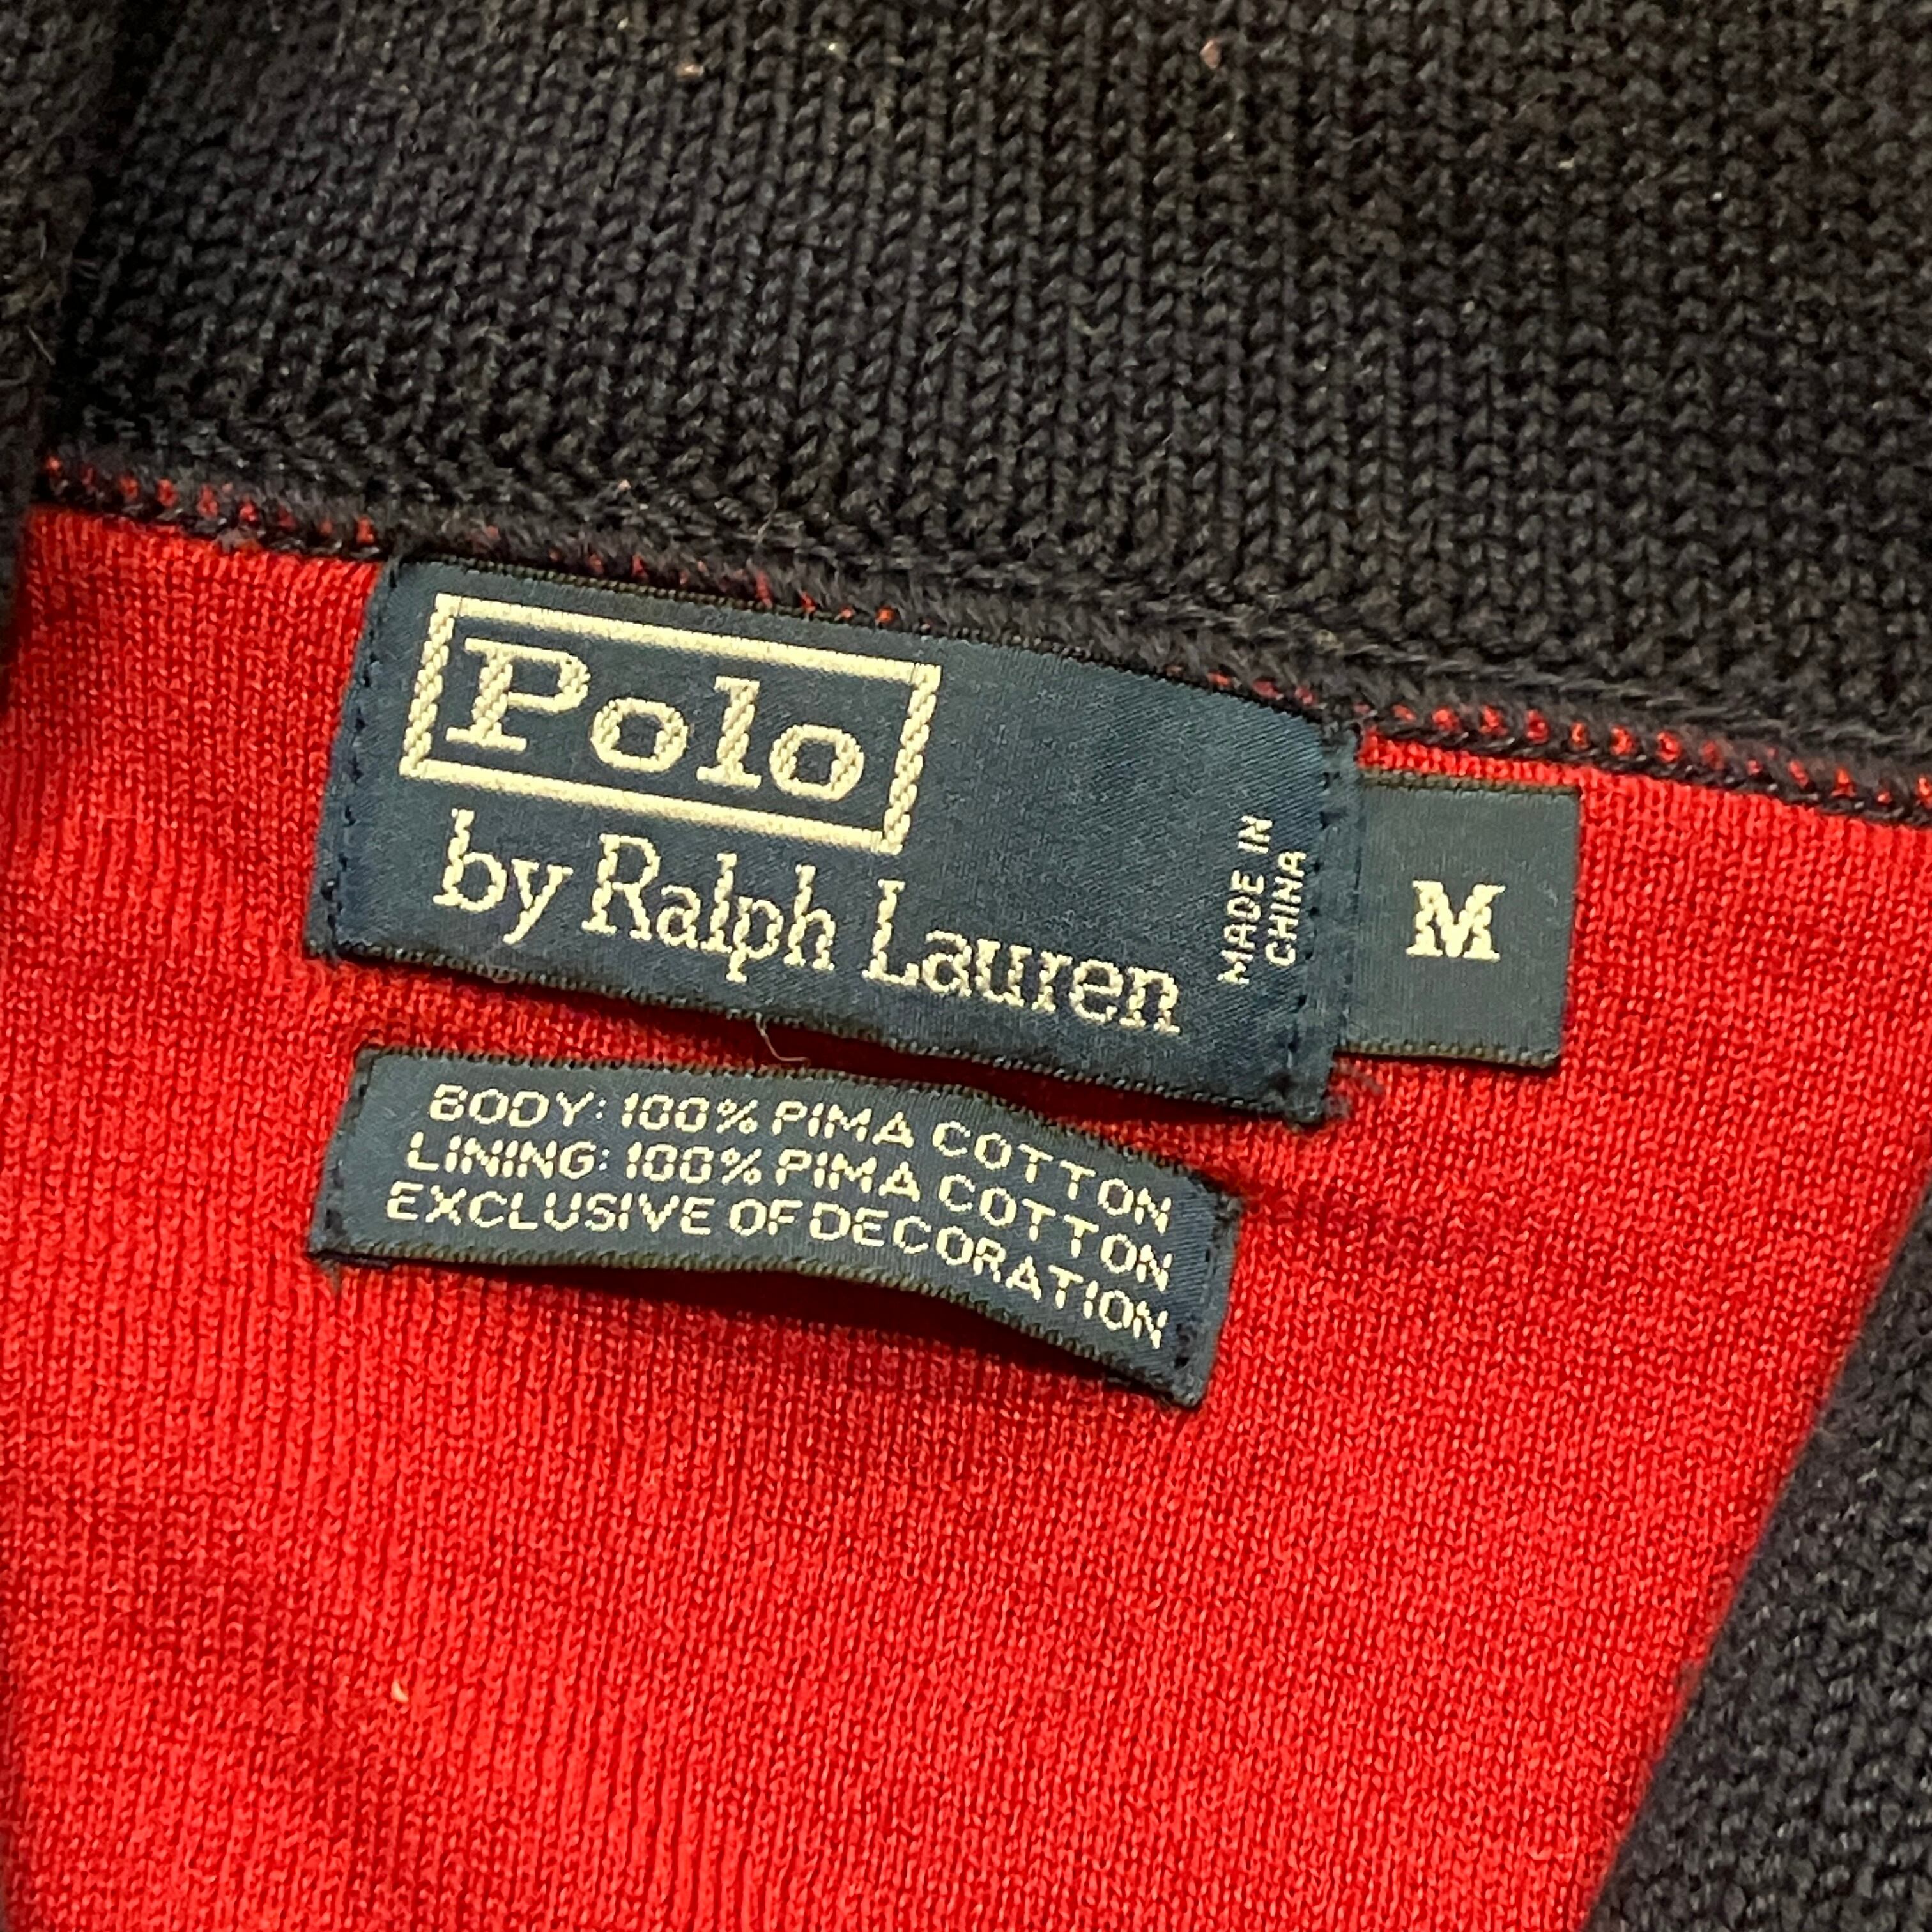 Polo
by Ralph Lauren
MADE IN
CHINA
M
BODY: 100% PIMA COTTON
LINING: 100% PIMA COTTON
EXCLUSIVE OF DECORATION